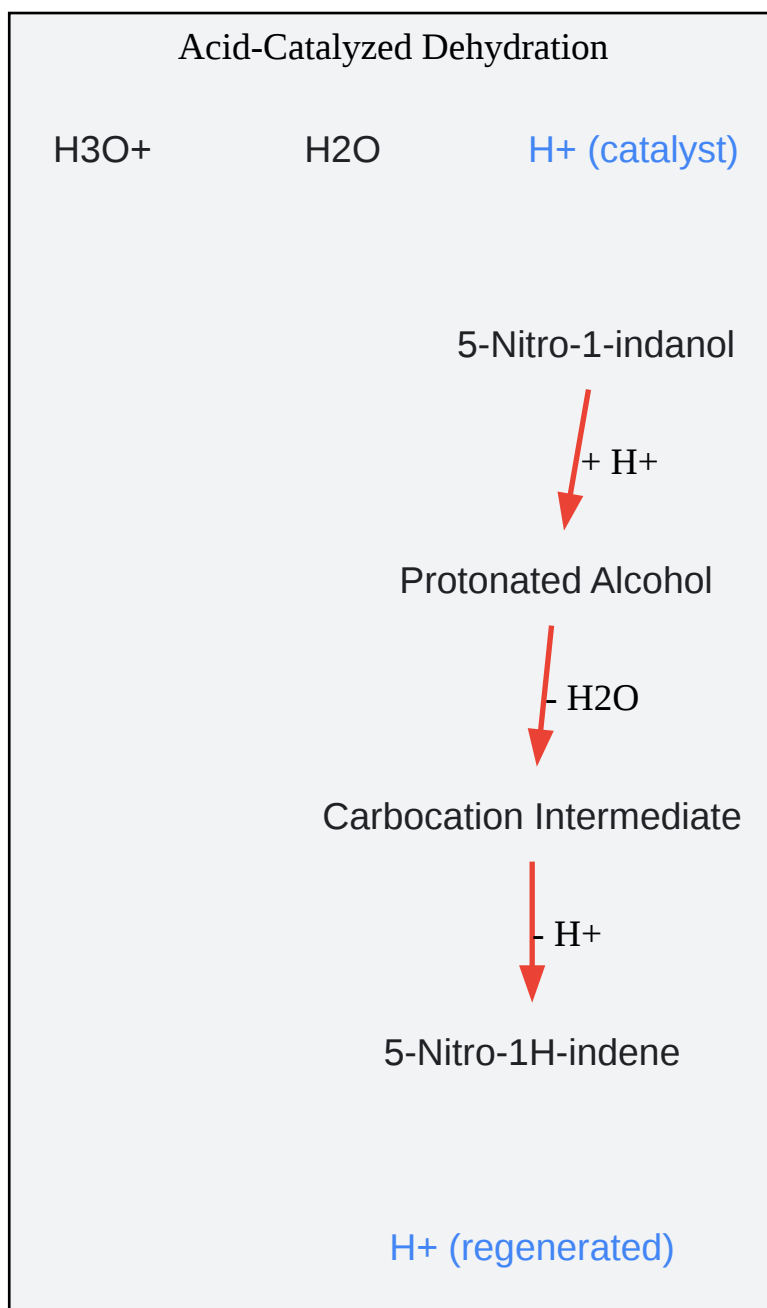 Acid-Catalyzed Dehydration
H3O+ H2O H+ (catalyst)
5-Nitro-1-indanol
+ H+
Protonated Alcohol
- H2O
Carbocation Intermediate
- H+
5-Nitro-1H-indene
H+ (regenerated)